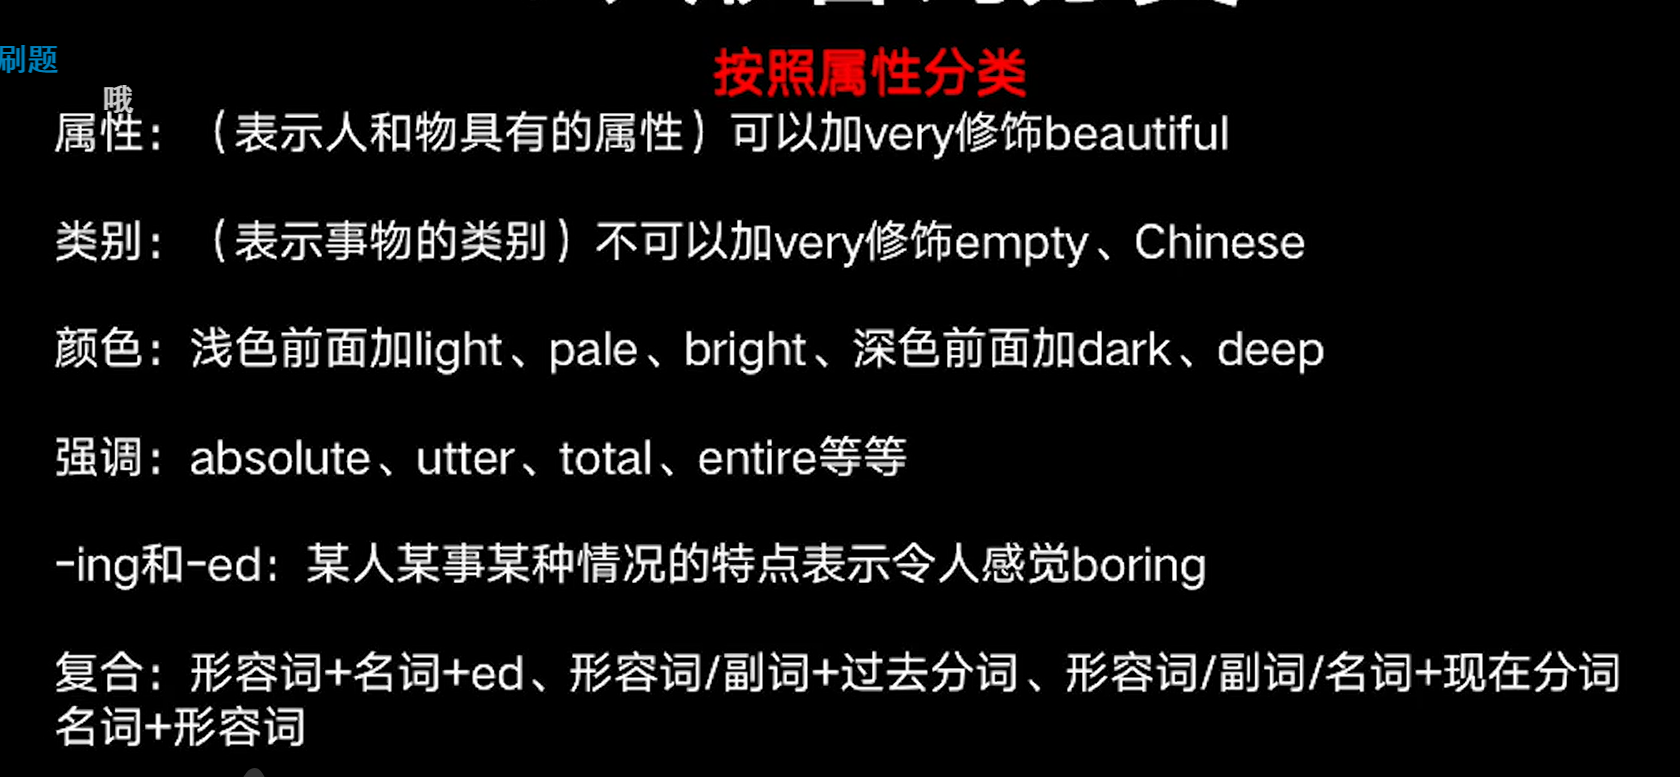 按照属性分类
刷题
哦
属性：（表示人和物具有的属性）可以加very修饰beautiful
类别：（表示事物的类别）不可以加very修饰empty、Chinese
颜色：浅色前面加light、pale、bright、深色前面加dark、deep
强调：absolute、utter、total、entire等等
-ing和-ed：某人某事某种情况的特点表示令人感觉boring
复合：形容词+名词+ed、形容词/副词+过去分词、形容词/副词/名词+现在分词
名词+形容词